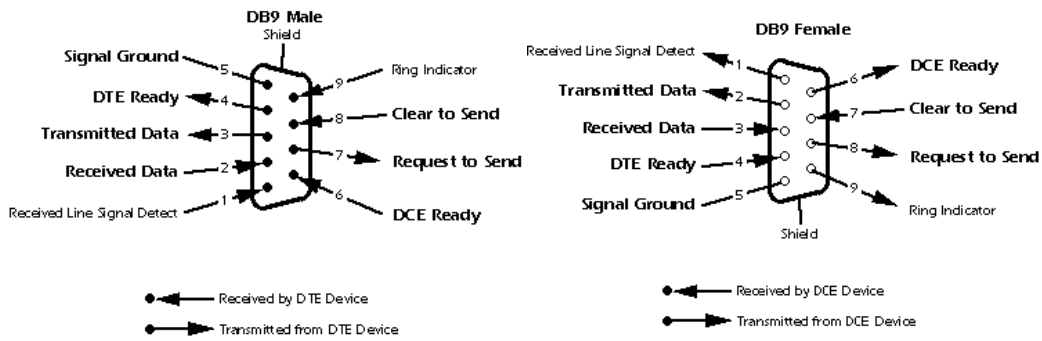 DB9 Male
Shield
Signal Ground
5
9
Ring Indicator
DTE Ready
4
8
Clear to Send
Transmitted Data
3
7
Request to Send
Received Data
2
6
DCE Ready
Received Line Signal Detect
1
Received by DTE Device
Transmitted from DTE Device
DB9 Female
Received Line Signal Detect
1
6
DCE Ready
Transmitted Data
2
7
Clear to Send
Received Data
3
8
Request to Send
DTE Ready
4
9
Ring Indicator
Signal Ground
5
Shield
Received by DCE Device
Transmitted from DCE Device